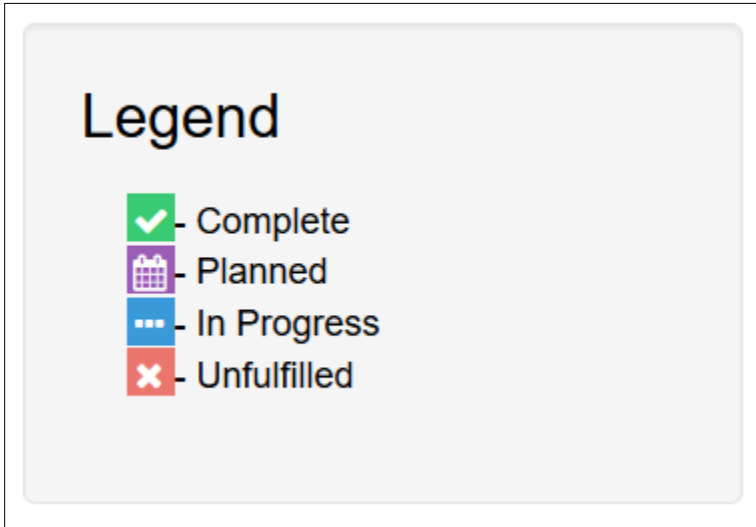 Legend
- Complete
- Planned
- In Progress
- Unfulfilled